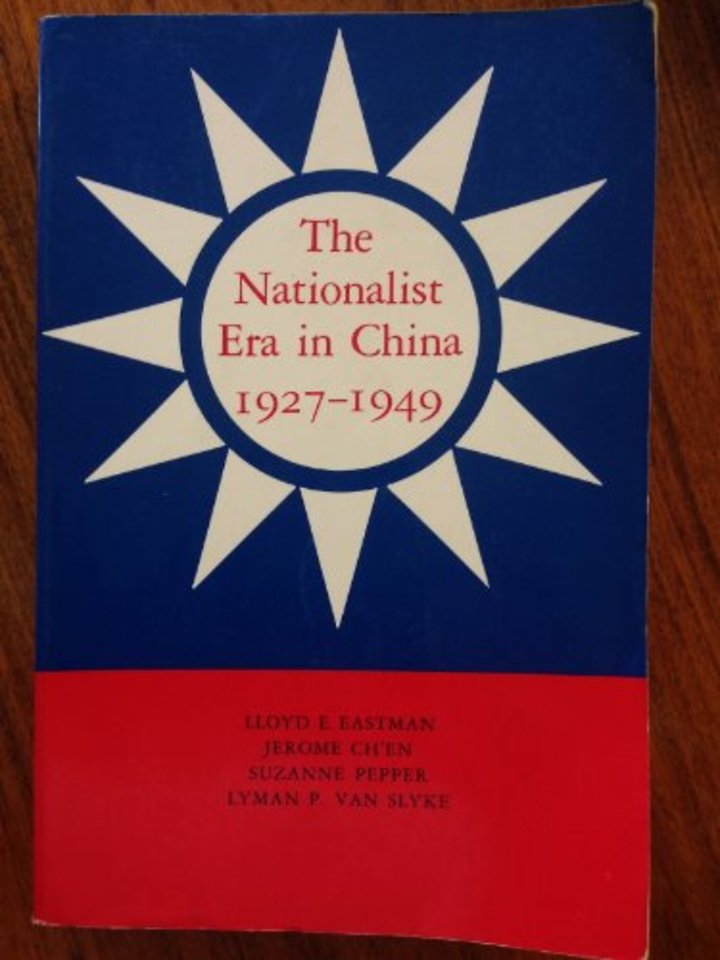 The
Nationalist
Era in China
1927–1949
LLOYD E. EASTMAN
JEROME CH'EN
SUZANNE PEPPER
LYMAN P. VAN SLYKE